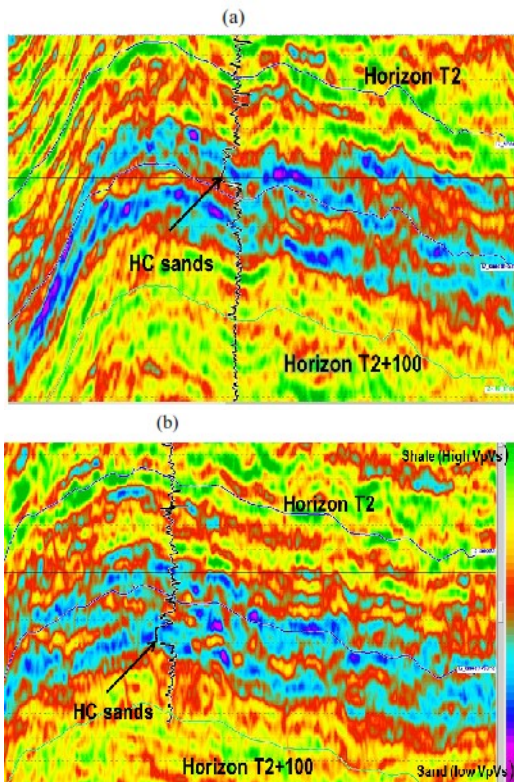 (a)
Horizon T2
HC sands
Horizon T2+100
(b)
Shale (High VpVs)
Horizon T2
HC sands
Horizon T2+100
Sand (low VpVs)